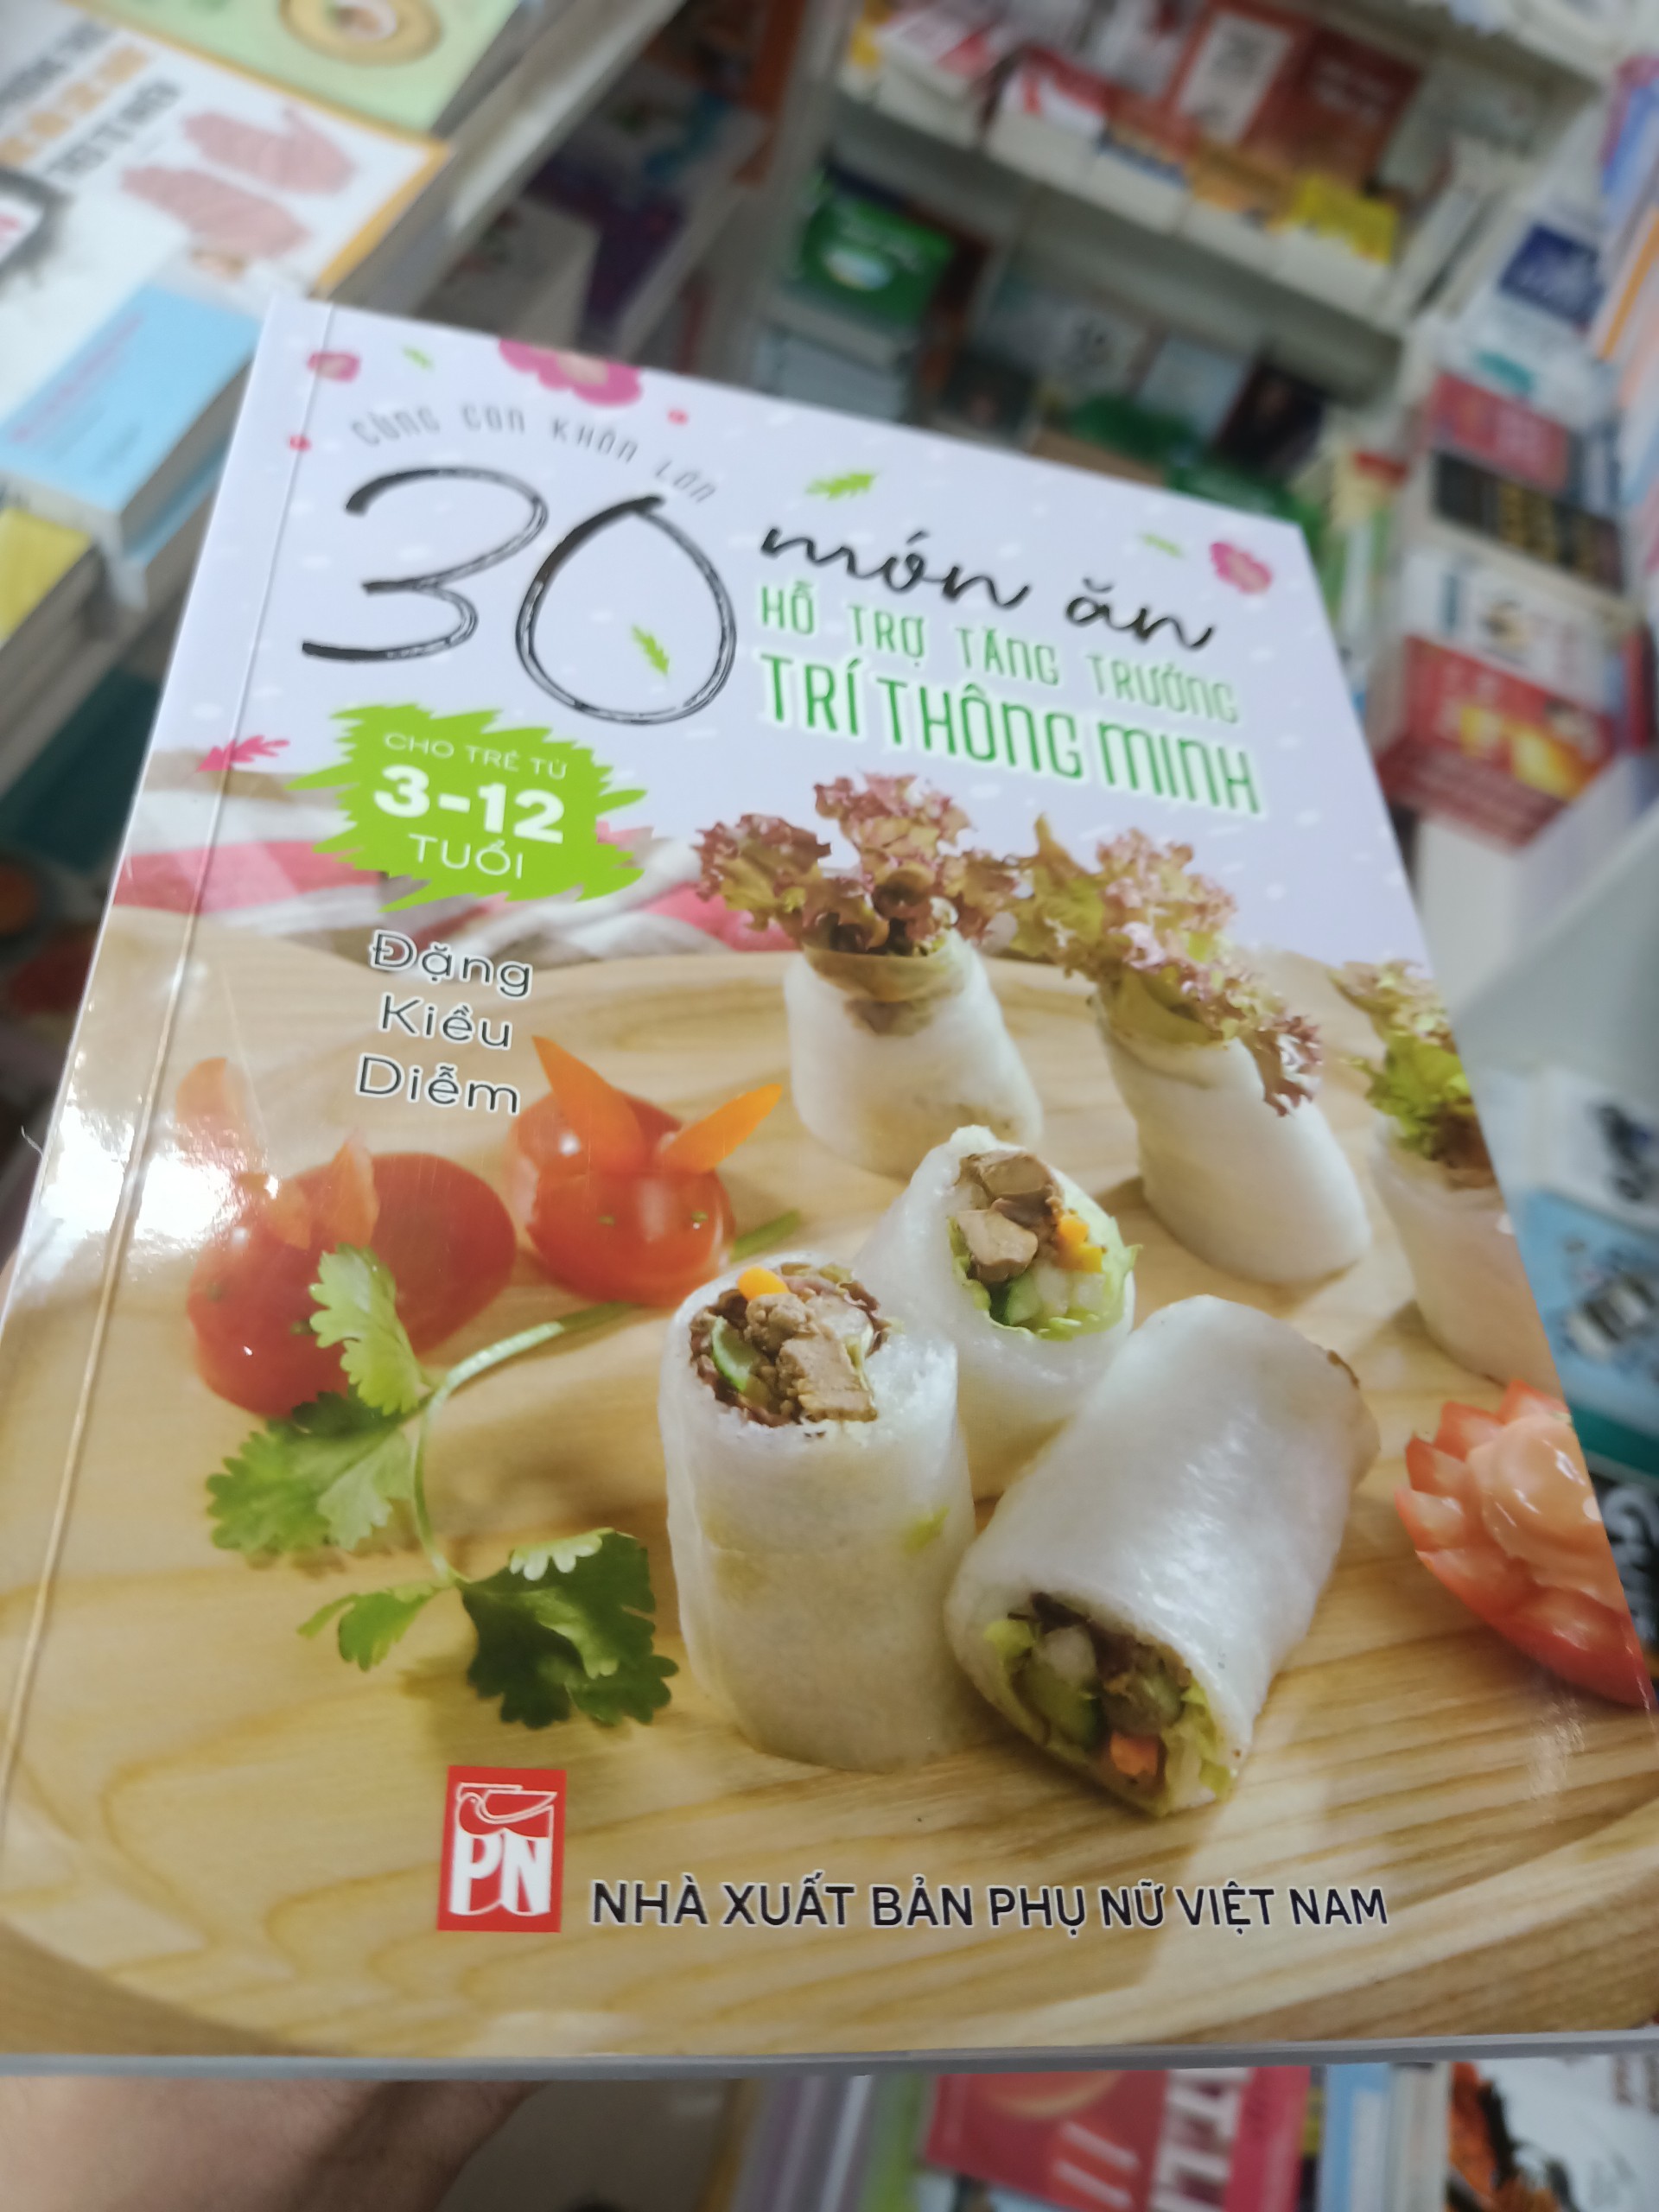 CÙNG CON KHÔN LỚN
30 món ăn
HỖ TRỢ TĂNG TRƯỞNG
TRÍ THÔNG MINH
CHO TRẺ TỪ
3-12
TUỔI
Đặng
Kiều
Diễm
PN
NHÀ XUẤT BẢN PHỤ NỮ VIỆT NAM